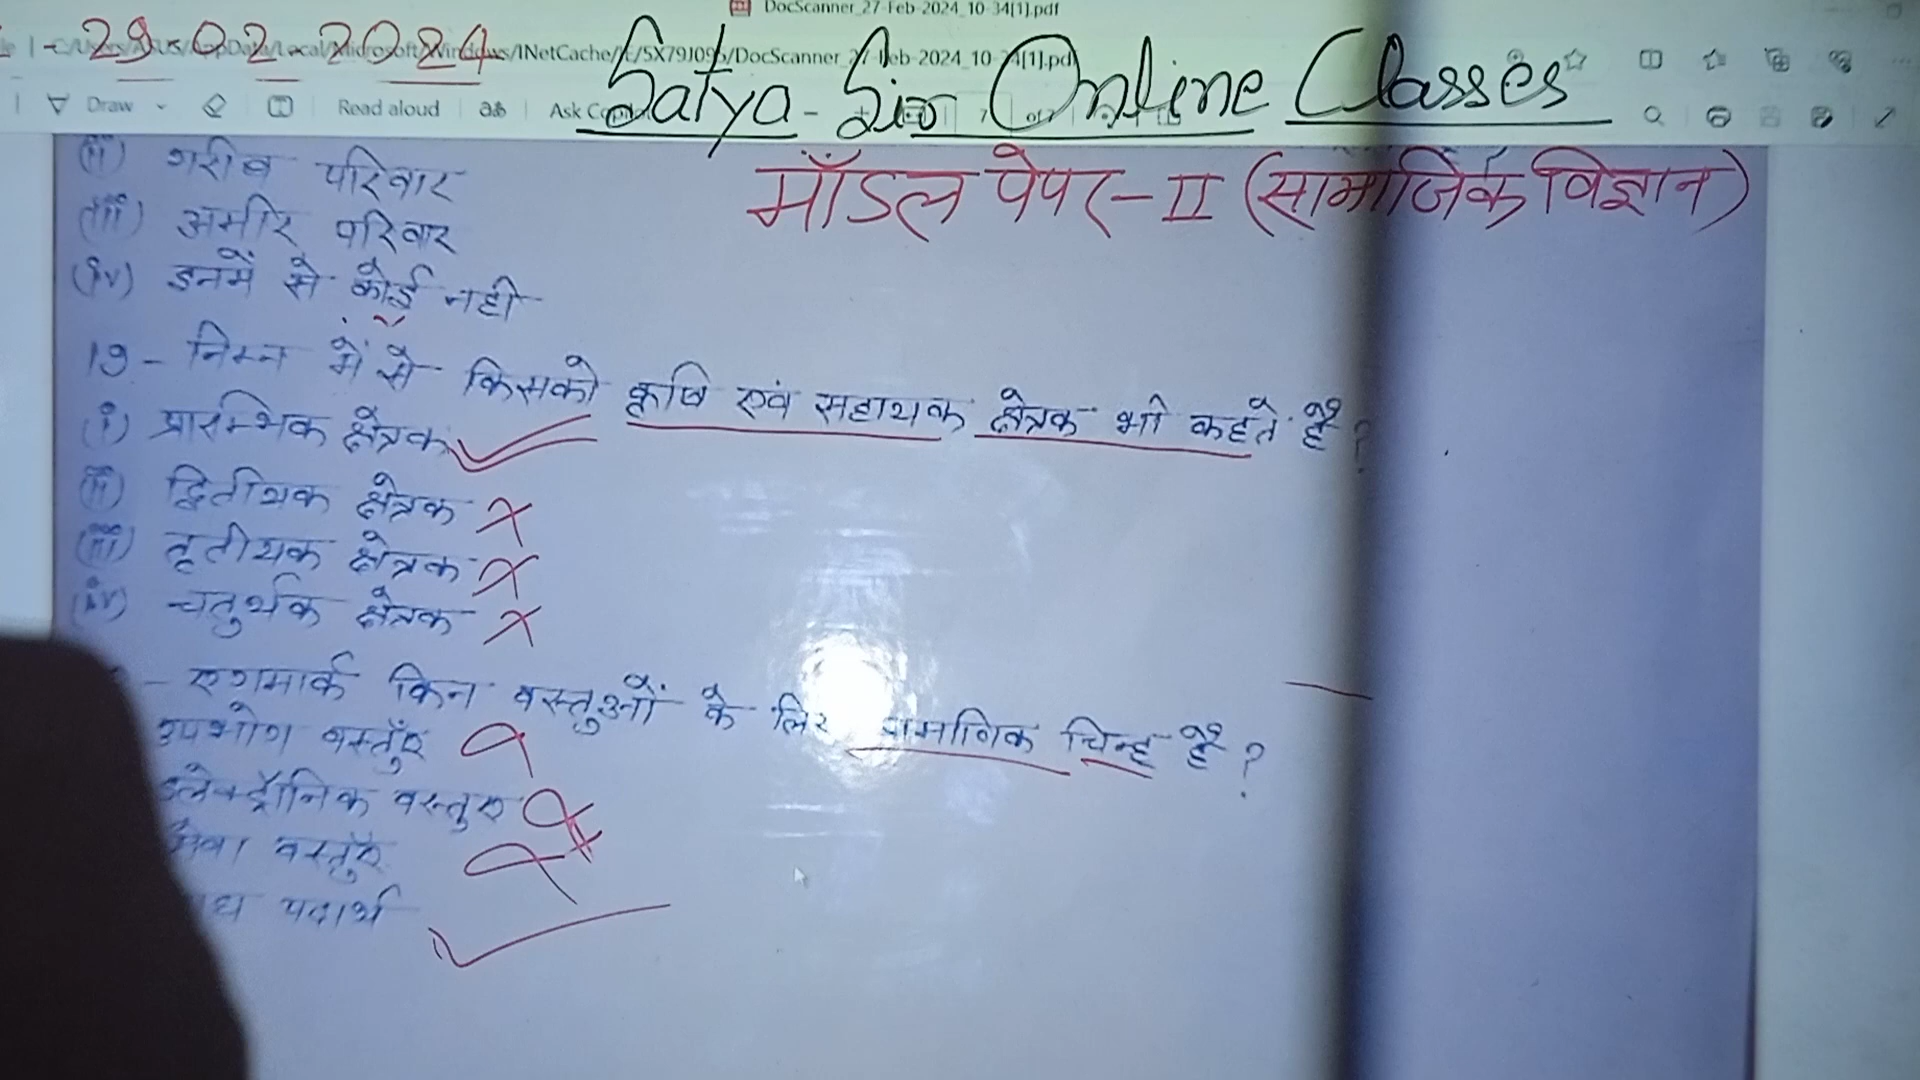 DocScanner_27-Feb-2024_10-34[1].pdf
29-02-2024
Satya-Sir Online Classes
Draw
Read aloud
मॉडल पेपर-II (सामाजिक विज्ञान)
(ii) गरीब परिवार
(iii) अमीर परिवार
(iv) इनमें से कोई नही
19- निम्न में से किसको कृषि एवं सहायक क्षेत्रक भी कहते हैं?
(i) प्रारम्भिक क्षेत्रक
(ii) द्वितीयक क्षेत्रक
(iii) तृतीयक क्षेत्रक
(iv) चतुर्थक क्षेत्रक
- एगमार्क किन वस्तुओं के लिए प्रामाणिक चिन्ह है?
उपभोग वस्तुएँ
इलेक्ट्रॉनिक वस्तुए
सेवा वस्तुएँ
पदार्थ